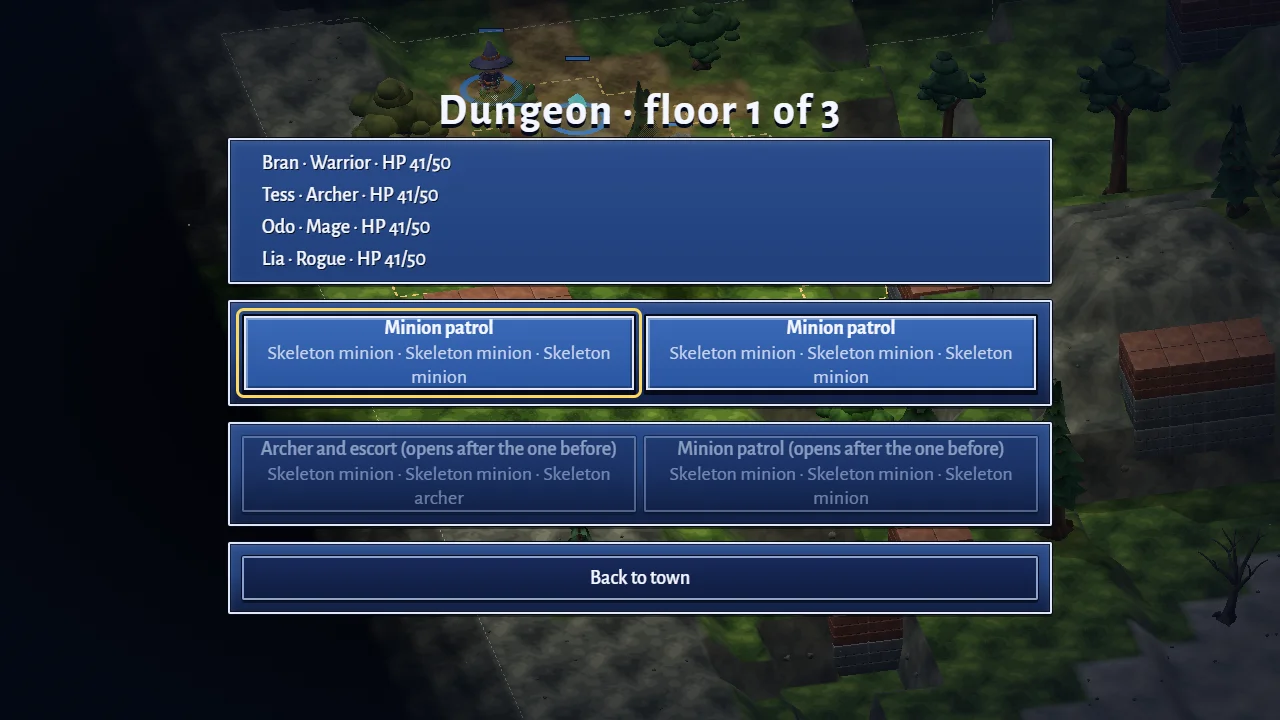 Dungeon · floor 1 of 3
Bran · Warrior · HP 41/50
Tess · Archer · HP 41/50
Odo · Mage · HP 41/50
Lia · Rogue · HP 41/50
Minion patrol
Skeleton minion · Skeleton minion · Skeleton
minion
Minion patrol
Skeleton minion · Skeleton minion · Skeleton
minion
Archer and escort (opens after the one before)
Skeleton minion · Skeleton minion · Skeleton
archer
Minion patrol (opens after the one before)
Skeleton minion · Skeleton minion · Skeleton
minion
Back to town